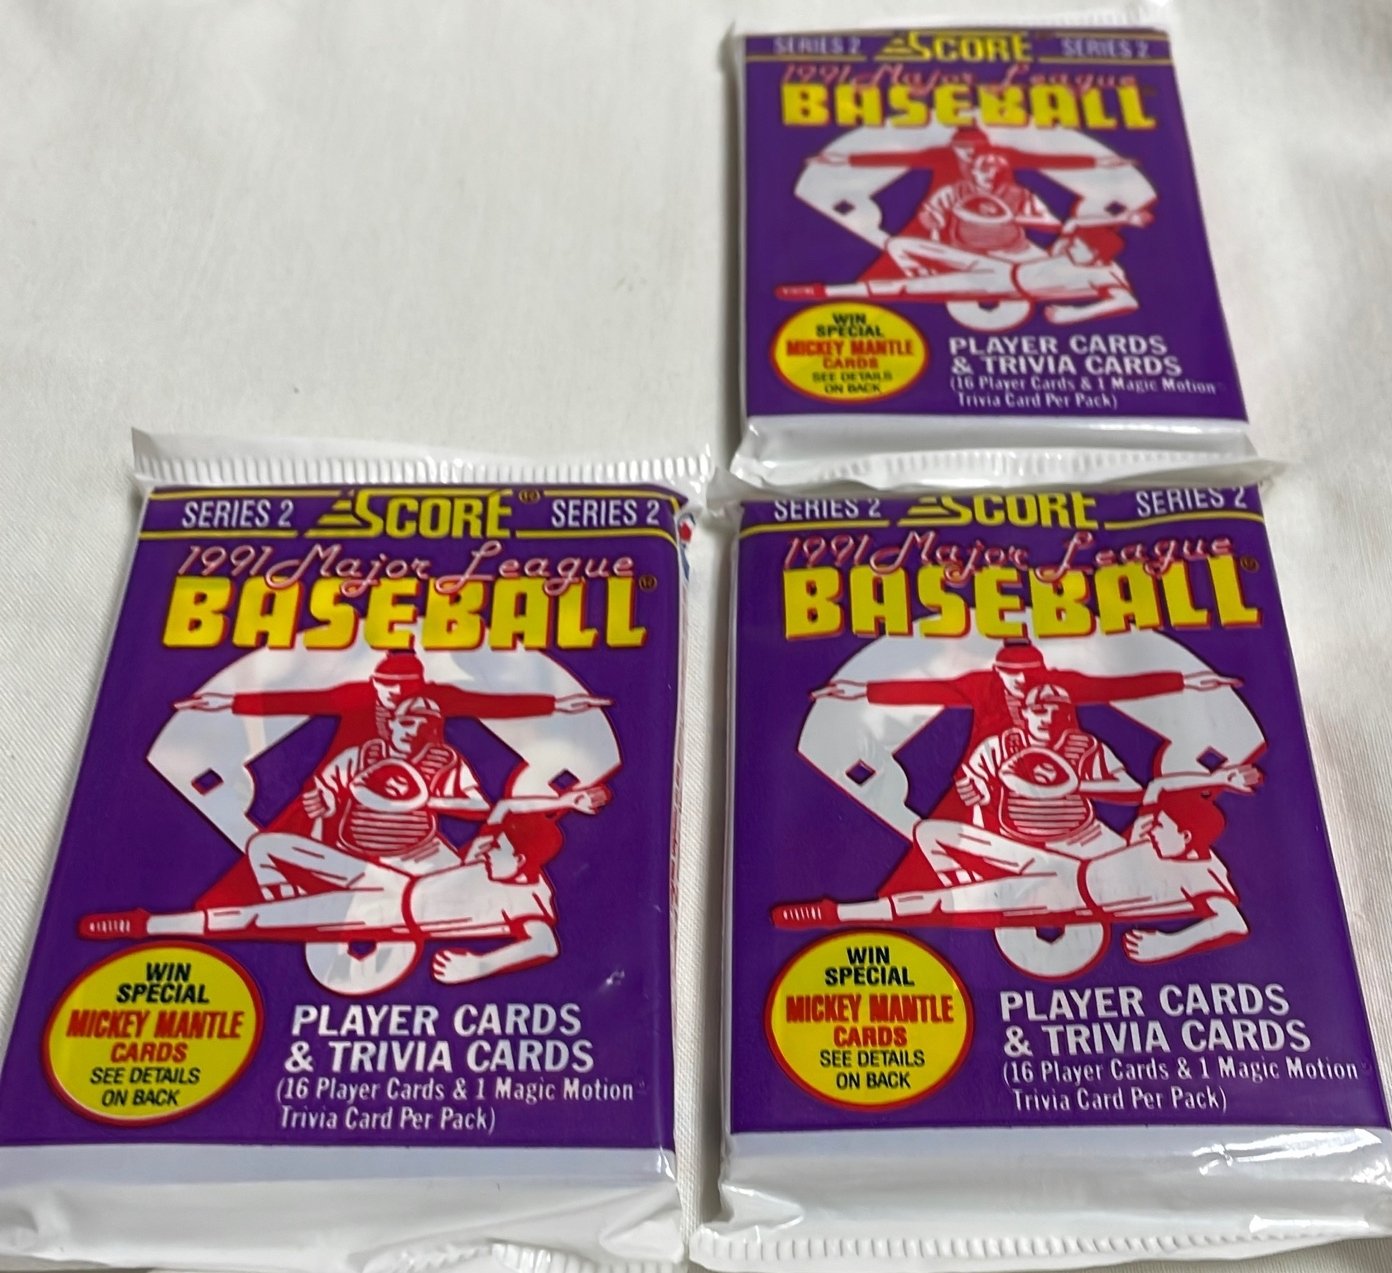 SERIES 2 SCORE SERIES 2
1991 Major League
BASEBALL
WIN
SPECIAL
MICKEY MANTLE
CARDS
SEE DETAILS
ON BACK
PLAYER CARDS
& TRIVIA CARDS
(16 Player Cards & 1 Magic Motion
Trivia Card Per Pack)
SERIES 2 SCORE® SERIES 2
1991 Major League
BASEBALL®
WIN
SPECIAL
MICKEY MANTLE
CARDS
SEE DETAILS
ON BACK
PLAYER CARDS
& TRIVIA CARDS
(16 Player Cards & 1 Magic Motion
Trivia Card Per Pack)
SERIES 2 SCORE SERIES 2
1991 Major League
BASEBALL®
WIN
SPECIAL
MICKEY MANTLE
CARDS
SEE DETAILS
ON BACK
PLAYER CARDS
& TRIVIA CARDS
(16 Player Cards & 1 Magic Motion
Trivia Card Per Pack)